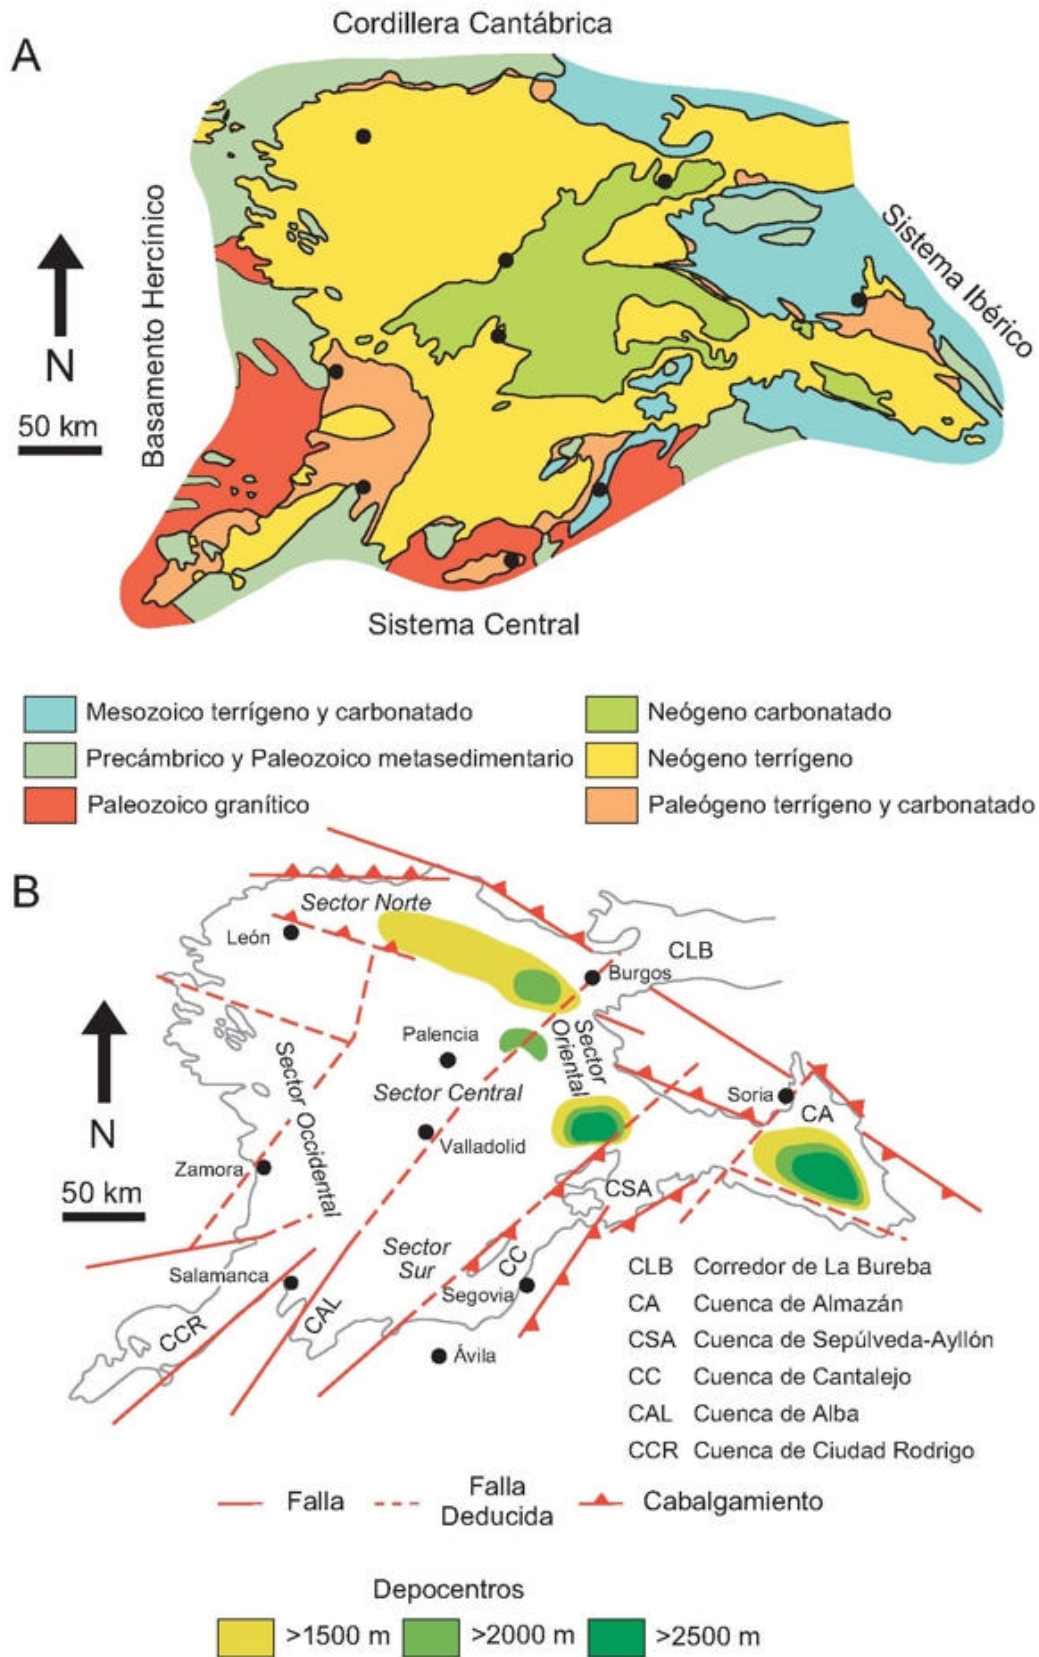 Cordillera Cantábrica
A
Basamento Hercínico
Sistema Ibérico
N
50 km
Sistema Central
Mesozoico terrígeno y carbonatado
Neógeno carbonatado
Precámbrico y Paleozoico metasedimentario
Neógeno terrígeno
Paleozoico granítico
Paleógeno terrígeno y carbonatado
B
Sector Norte
León
CLB
Burgos
Palencia
Sector
Oriental
Sector Occidental
Sector Central
Soria
CA
N
Valladolid
Zamora
50 km
CSA
Sector
Sur
CC
Salamanca
Segovia
CCR
CAL
Ávila
CLB Corredor de La Bureba
CA Cuenca de Almazán
CSA Cuenca de Sepúlveda-Ayllón
CC Cuenca de Cantalejo
CAL Cuenca de Alba
CCR Cuenca de Ciudad Rodrigo
Falla
Falla
Deducida
Cabalgamiento
Depocentros
>1500 m
>2000 m
>2500 m